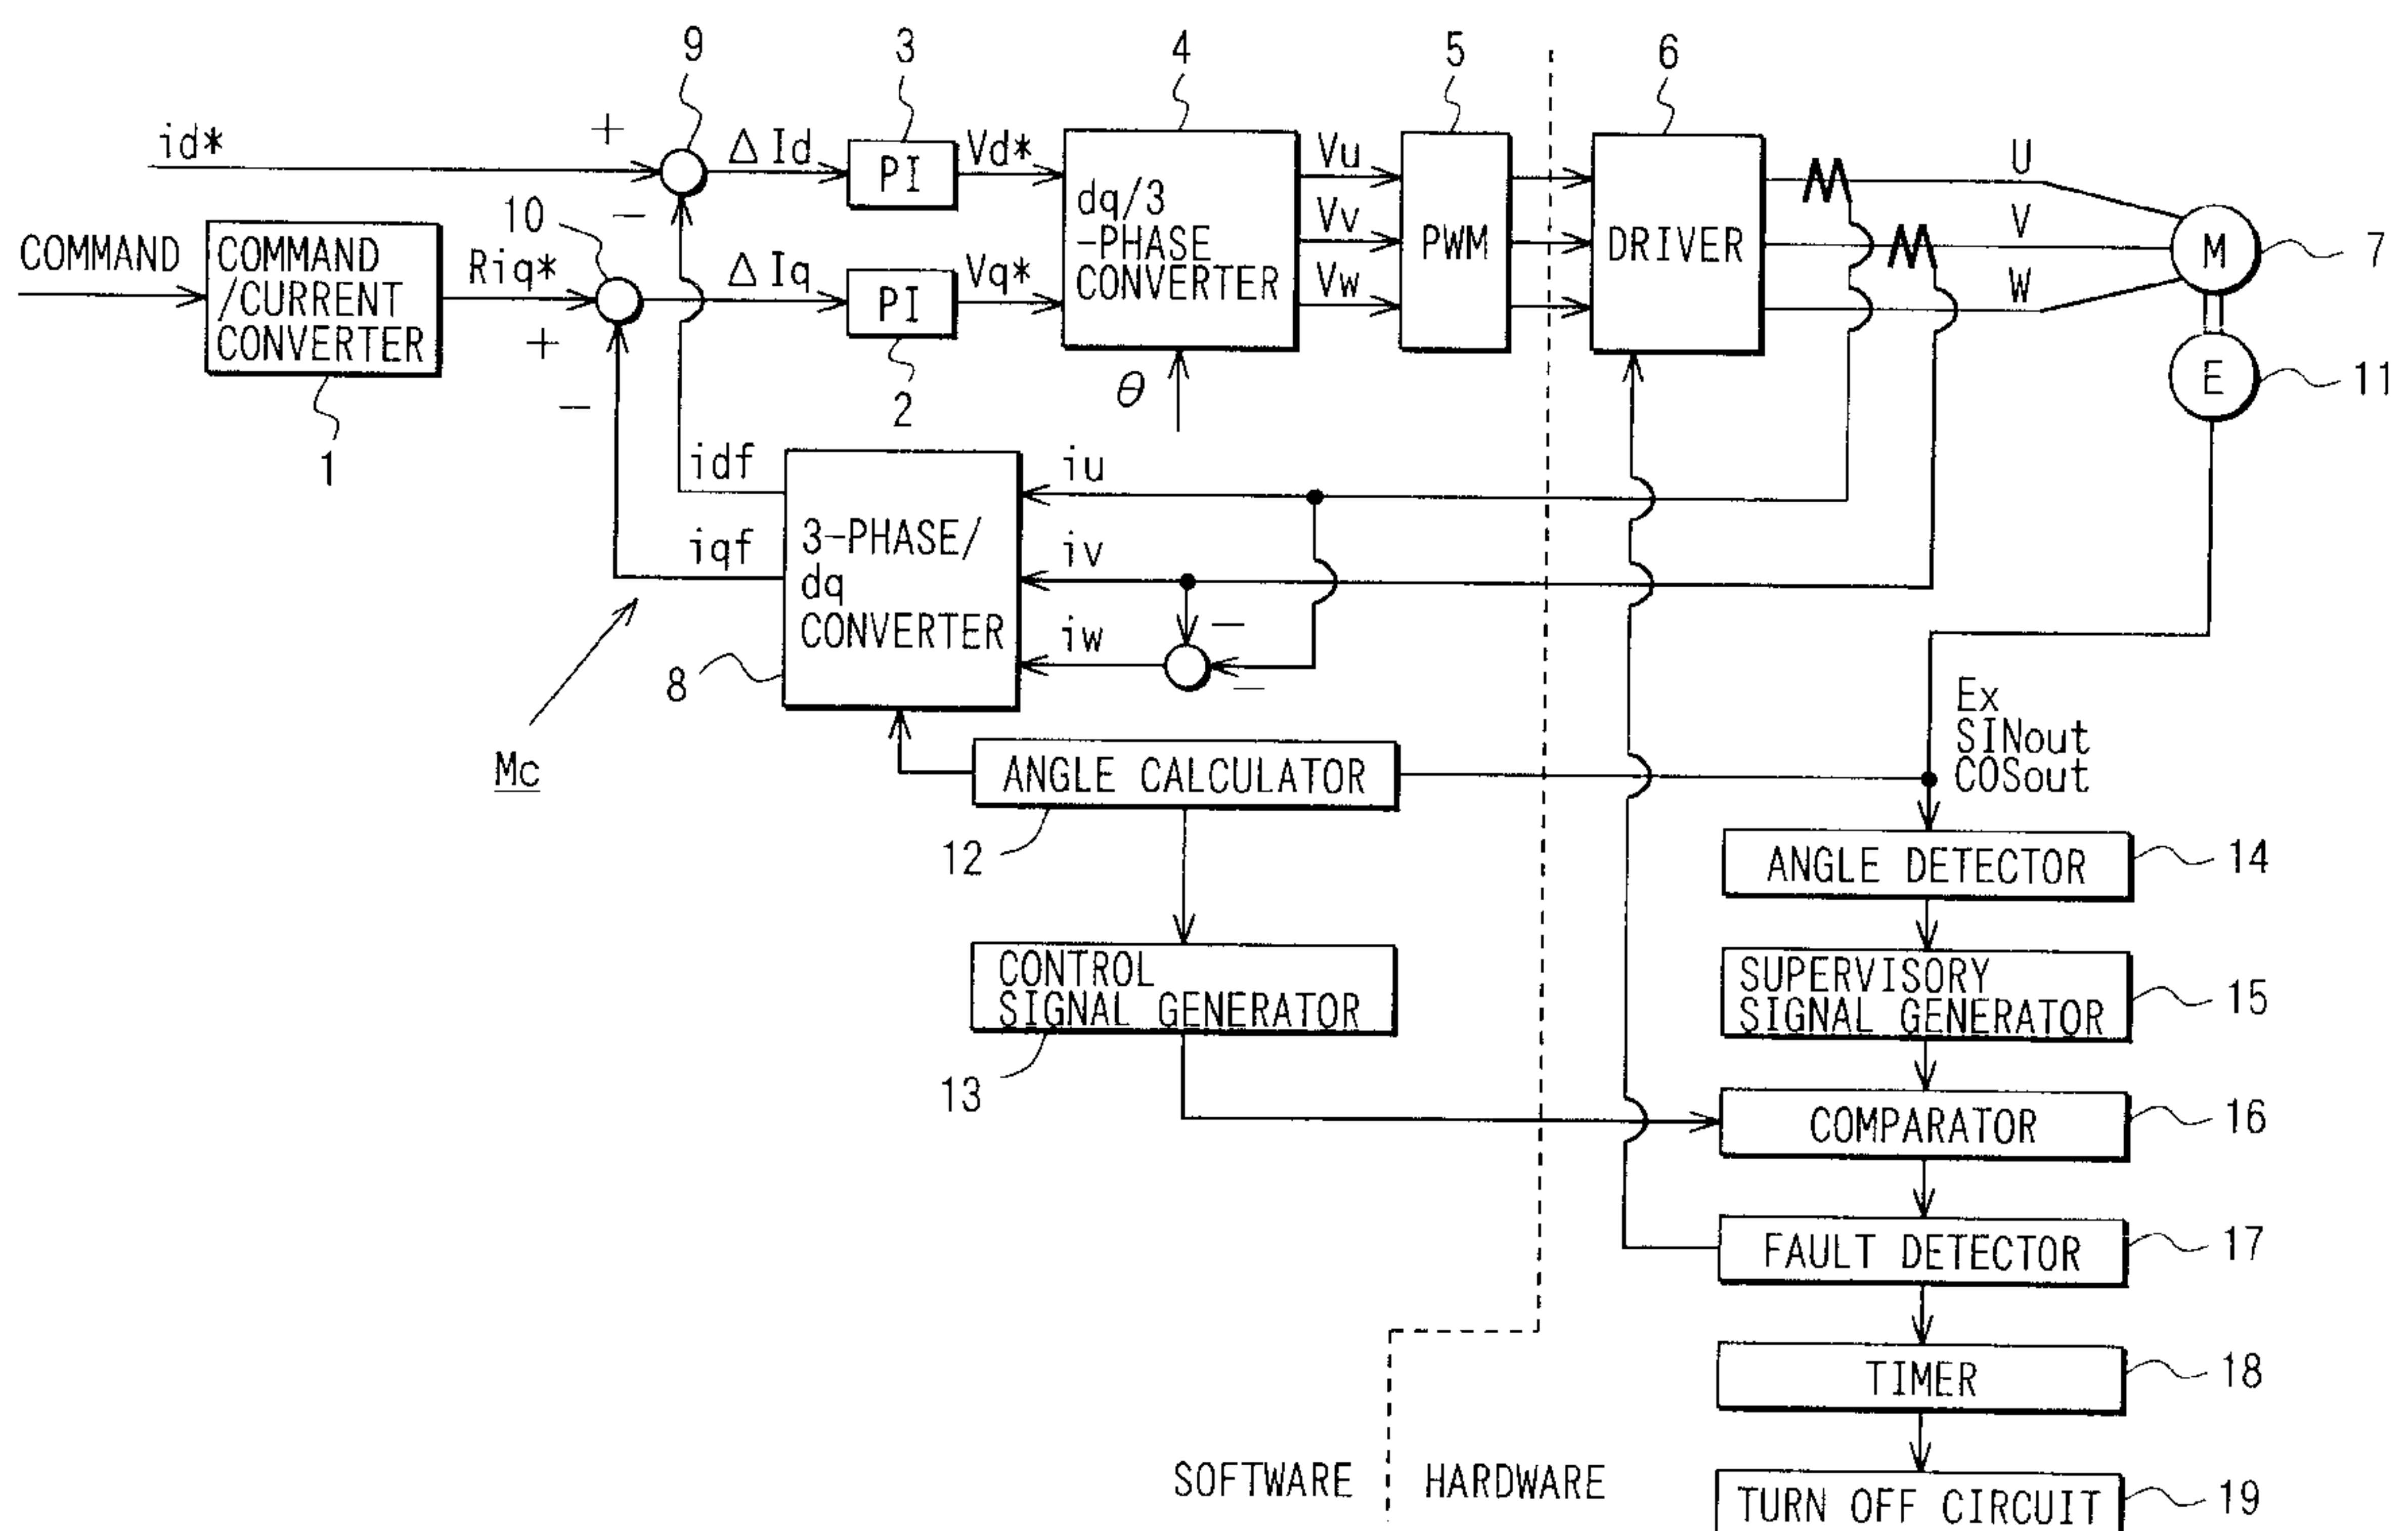 9
3
4
5
6
id*
+
Δ Id
Vd*
Vu
U
PI
dq/3
-PHASE
CONVERTER
−
10
COMMAND
COMMAND
/CURRENT
CONVERTER
Riq*
Δ Iq
Vq*
Vv
PWM
DRIVER
V
M
7
PI
Vw
W
+
−
θ
E
11
2
1
idf
iu
iqf
3-PHASE/
dq
CONVERTER
iv
−
iw
−
8
Mc
Ex
SINout
COSout
ANGLE CALCULATOR
12
ANGLE DETECTOR
14
CONTROL
SIGNAL GENERATOR
13
SUPERVISORY
SIGNAL GENERATOR
15
COMPARATOR
16
FAULT DETECTOR
17
TIMER
18
SOFTWARE
HARDWARE
TURN OFF CIRCUIT
19